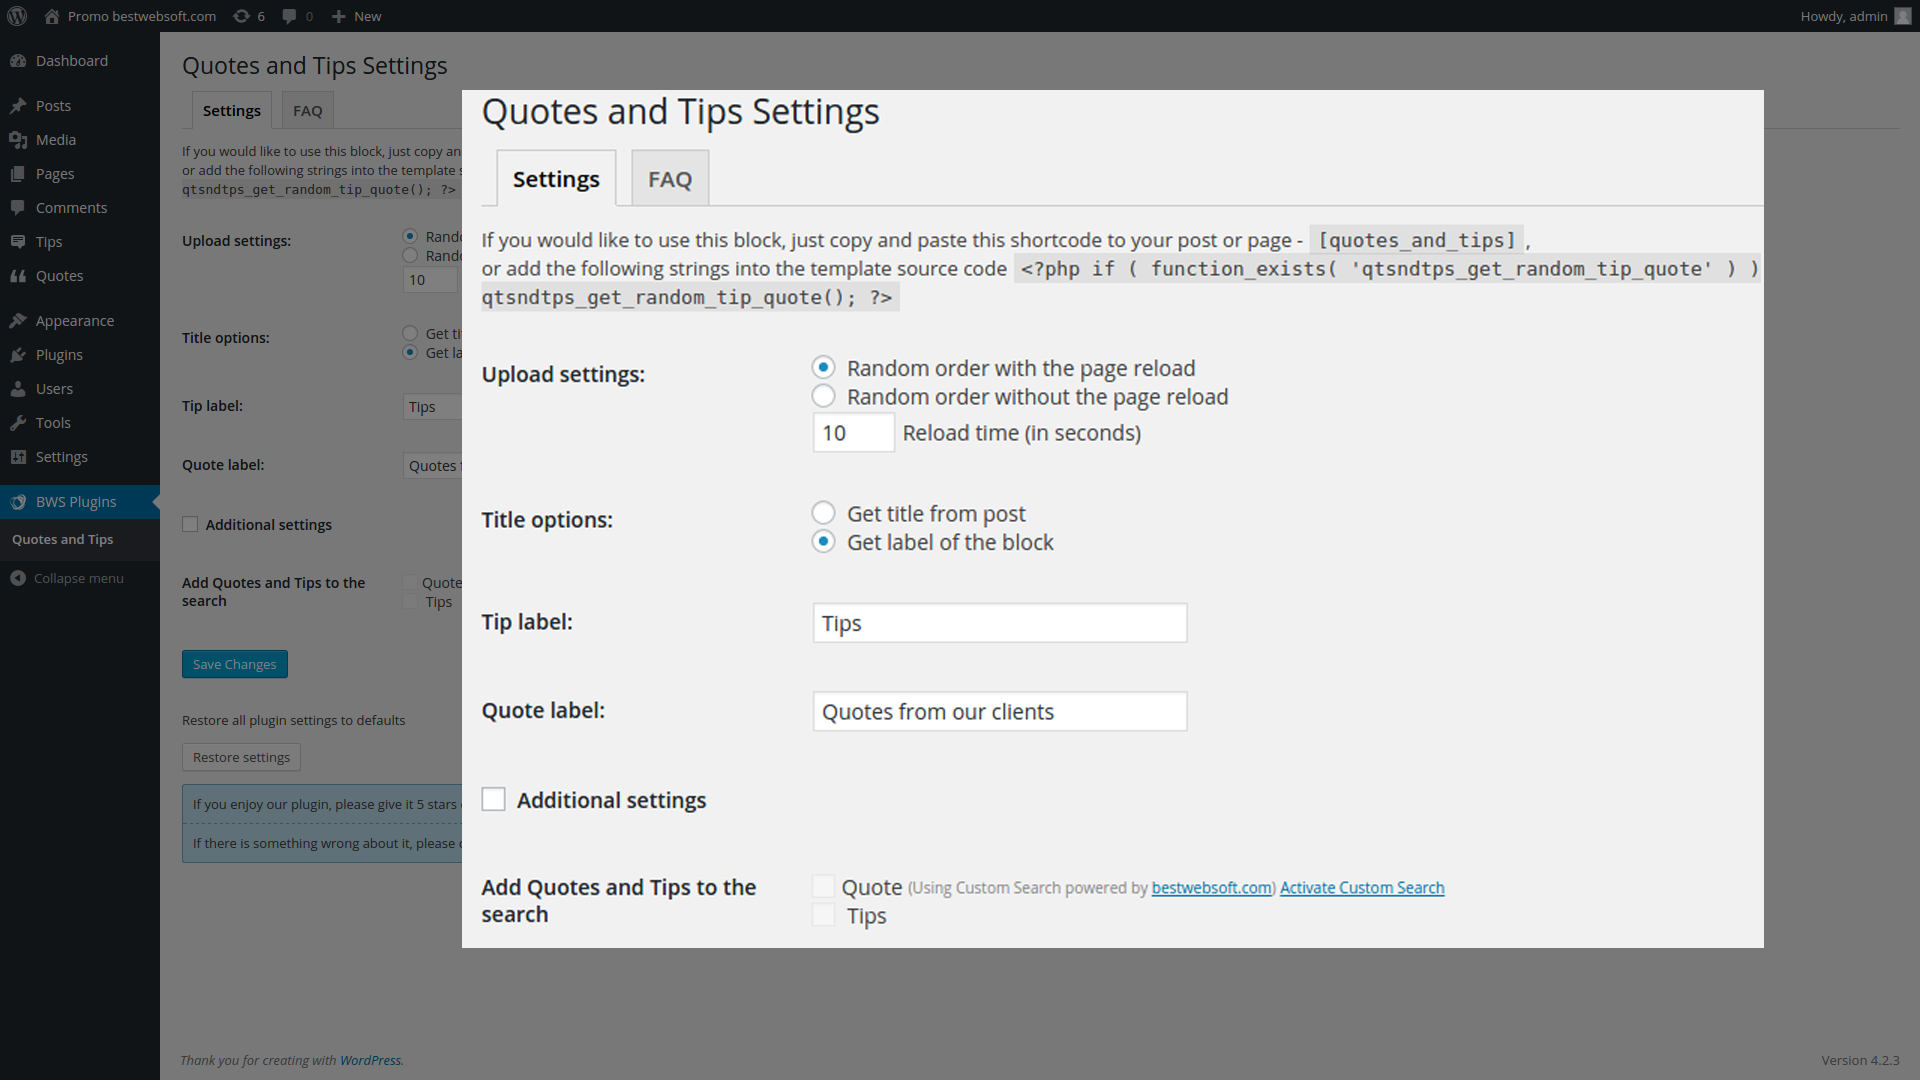 Promo bestwebsoft.com 6 0 New Howdy, admin
Dashboard
Posts
Media
Pages
Comments
Tips
Quotes
Appearance
Plugins
Users
Tools
Settings
BWS Plugins
Quotes and Tips
Collapse menu
Quotes and Tips Settings
Settings FAQ
If you would like to use this block, just copy an
or add the following strings into the template s
qtsndtps_get_random_tip_quote(); ?>
Upload settings: Rando
Rando
10
Title options: Get ti
Get la
Tip label: Tips
Quote label: Quotes f
Additional settings
Add Quotes and Tips to the Quote
search Tips
Save Changes
Restore all plugin settings to defaults
Restore settings
If you enjoy our plugin, please give it 5 stars
If there is something wrong about it, please c
Thank you for creating with WordPress.
Version 4.2.3
Quotes and Tips Settings
Settings FAQ
If you would like to use this block, just copy and paste this shortcode to your post or page - [quotes_and_tips] ,
or add the following strings into the template source code <?php if ( function_exists( 'qtsndtps_get_random_tip_quote' ) )
qtsndtps_get_random_tip_quote(); ?>
Upload settings: Random order with the page reload
Random order without the page reload
10 Reload time (in seconds)
Title options: Get title from post
Get label of the block
Tip label: Tips
Quote label: Quotes from our clients
Additional settings
Add Quotes and Tips to the Quote (Using Custom Search powered by bestwebsoft.com) Activate Custom Search
search Tips